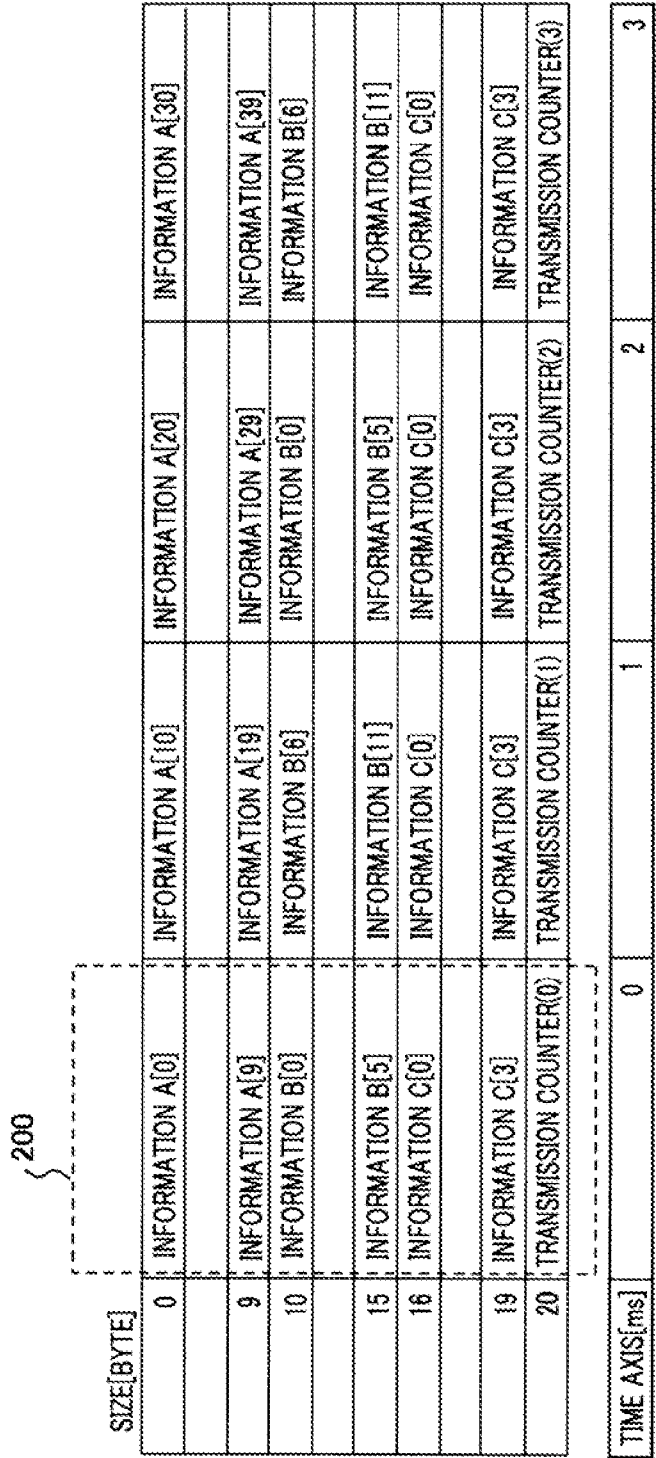 200
SIZE[BYTE]
0 INFORMATION A[0] INFORMATION A[10] INFORMATION A[20] INFORMATION A[30]
9 INFORMATION A[9] INFORMATION A[19] INFORMATION A[29] INFORMATION A[39]
10 INFORMATION B[0] INFORMATION B[6] INFORMATION B[0] INFORMATION B[6]
15 INFORMATION B[5] INFORMATION B[11] INFORMATION B[5] INFORMATION B[11]
16 INFORMATION C[0] INFORMATION C[0] INFORMATION C[0] INFORMATION C[0]
19 INFORMATION C[3] INFORMATION C[3] INFORMATION C[3] INFORMATION C[3]
20 TRANSMISSION COUNTER(0) TRANSMISSION COUNTER(1) TRANSMISSION COUNTER(2) TRANSMISSION COUNTER(3)
TIME AXIS[ms] 0 1 2 3